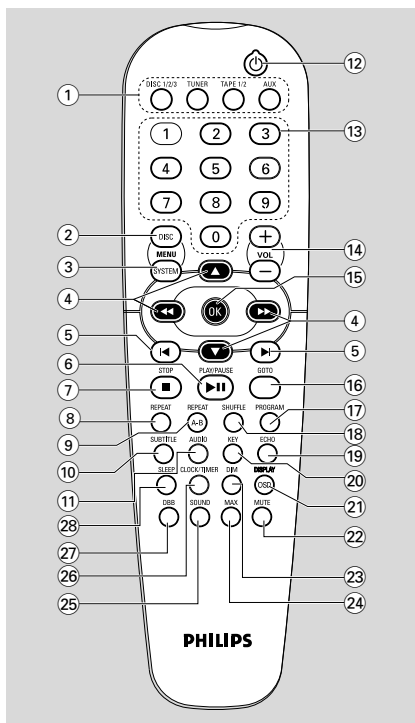 12
DISC 1/2/3 TUNER TAPE 1/2 AUX
1
1 2 3 13
4 5 6
7 8 9
2 DISC 0 + 14
MENU VOL
3 SYSTEM −
15
4 OK 4
5 5
6 STOP PLAY/PAUSE GOTO 16
7
REPEAT REPEAT SHUFFLE PROGRAM 17
8 A-B
9 18
SUBTITLE AUDIO KEY ECHO 19
10
SLEEP CLOCK/TIMER DIM DISPLAY 20
11 OSD 21
28 DBB SOUND MAX MUTE 22
27
26 23
25 24
PHILIPS